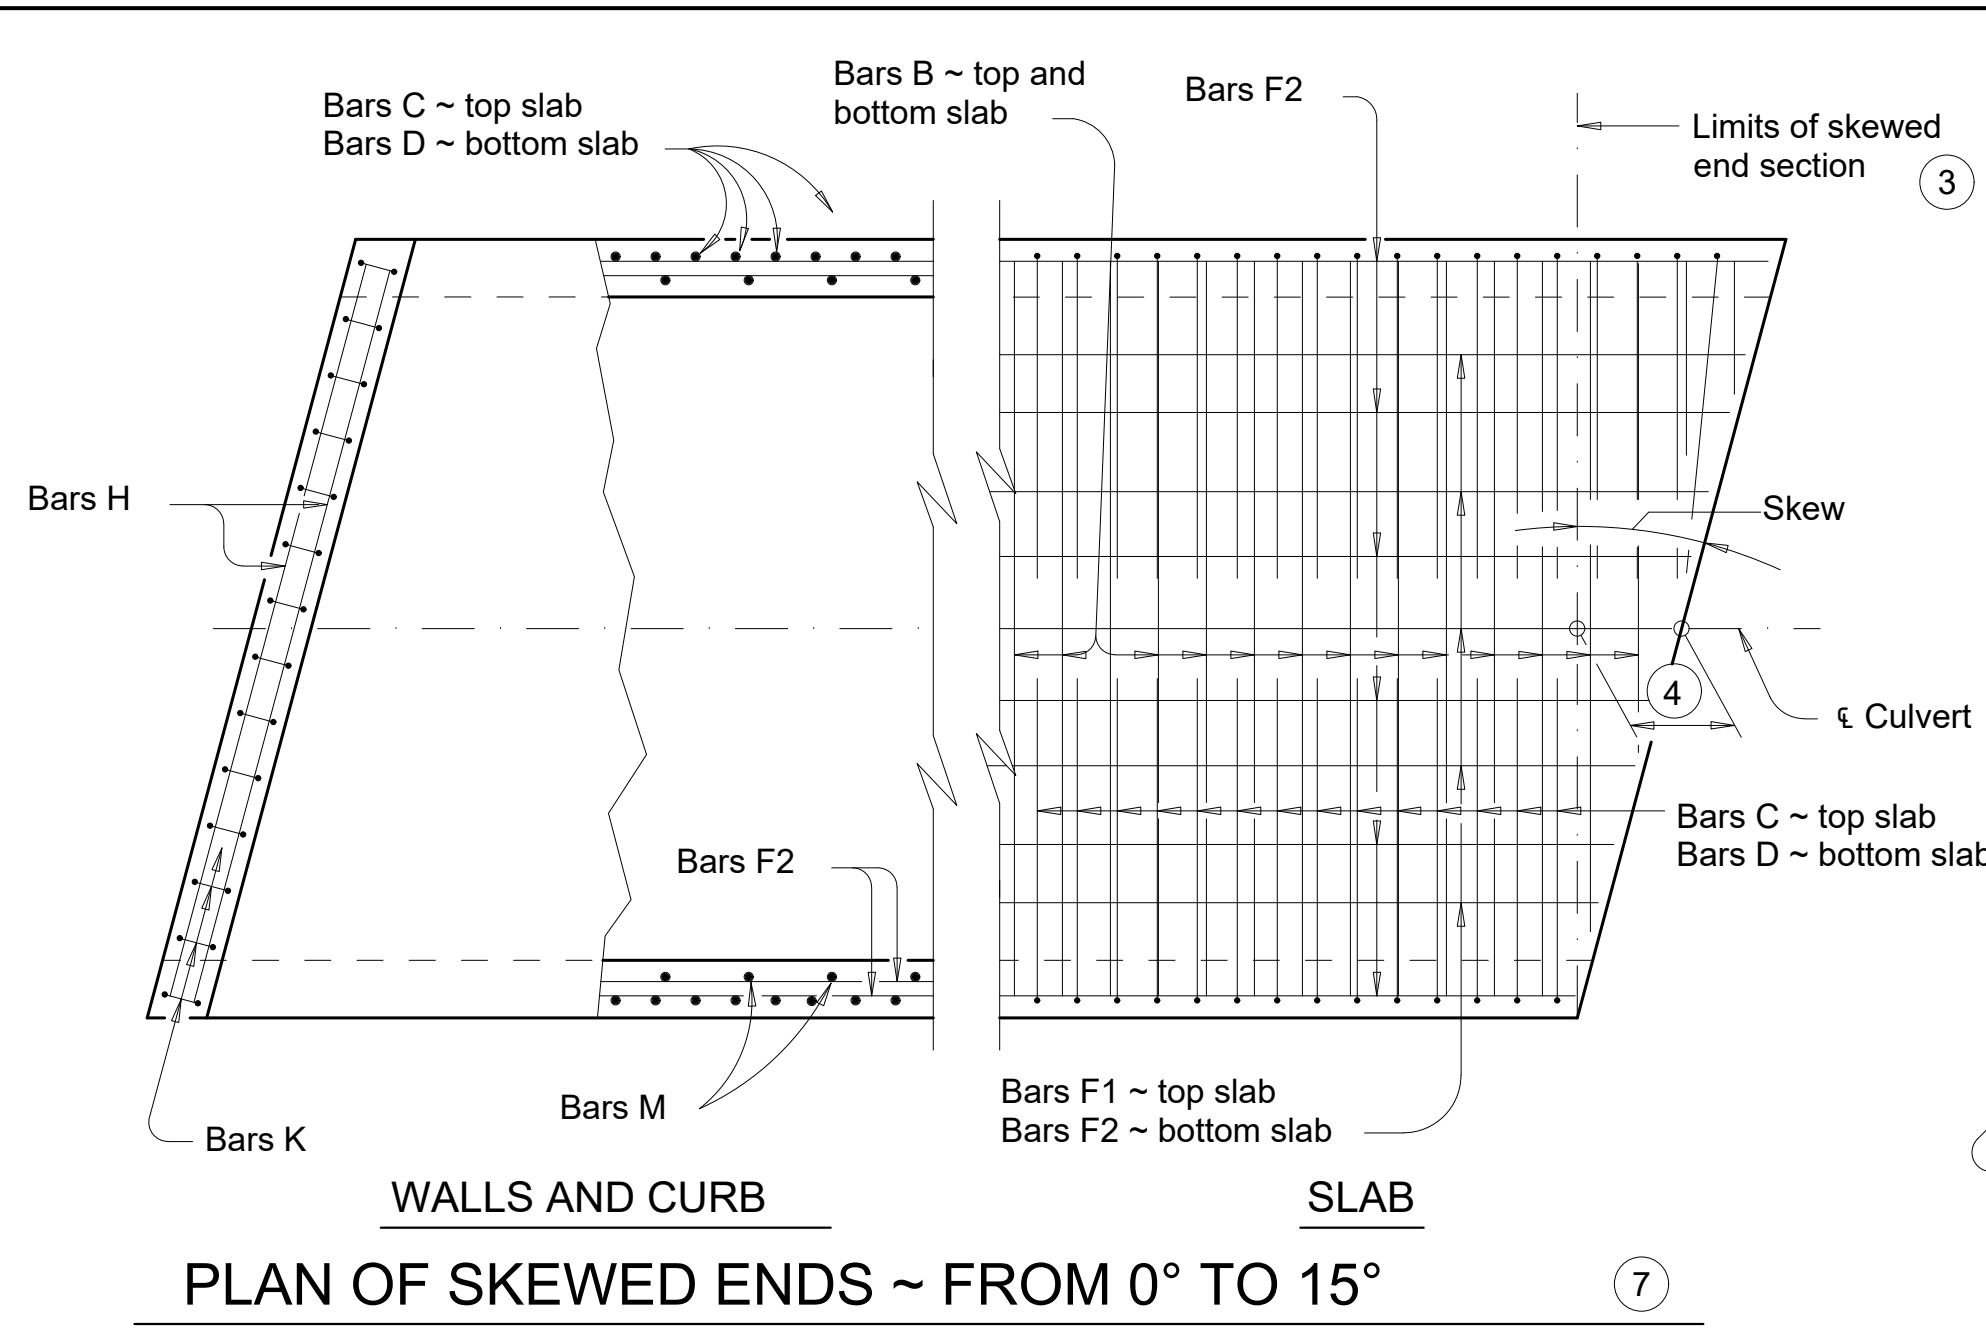 Bars C ~ top slab
Bars D ~ bottom slab
Bars B ~ top and
bottom slab
Bars F2
Limits of skewed
end section
3
Bars H
Skew
4
℄ Culvert
Bars C ~ top slab
Bars D ~ bottom slab
Bars F2
Bars M
Bars K
Bars F1 ~ top slab
Bars F2 ~ bottom slab
WALLS AND CURB
SLAB
PLAN OF SKEWED ENDS ~ FROM 0° TO 15°
7